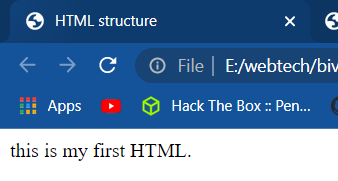 HTML structure
File | E:/webtech/biv
Apps Hack The Box :: Pen...
this is my first HTML.